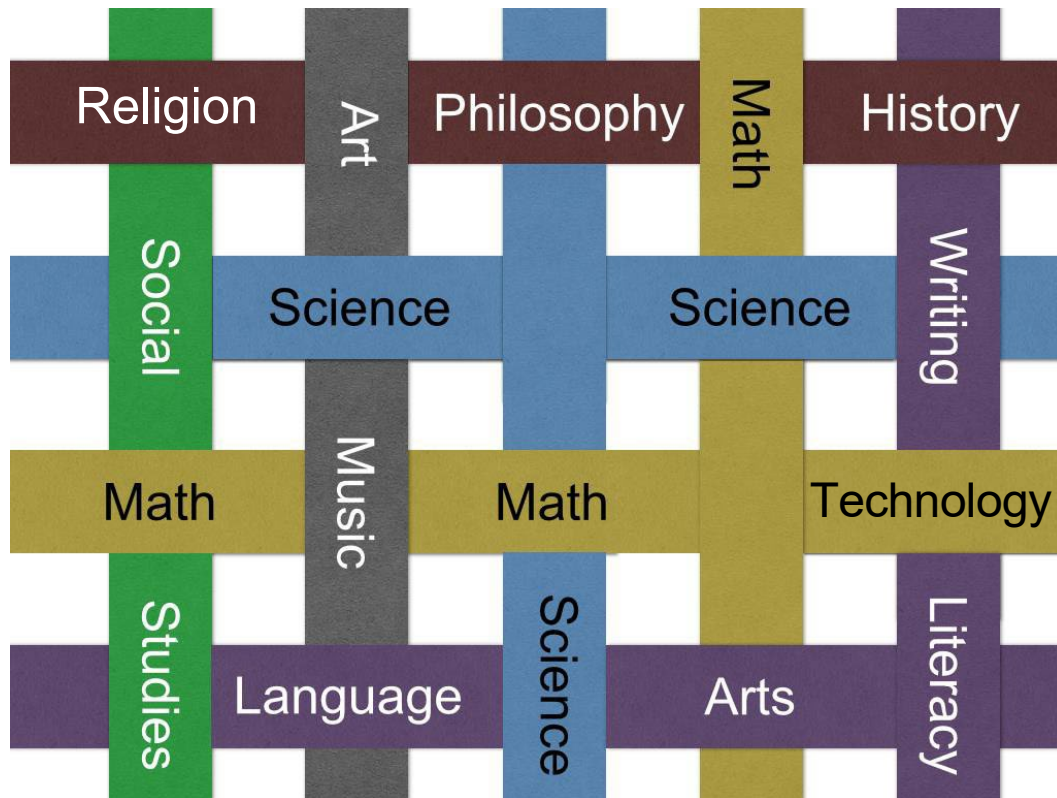 Religion
Art
Philosophy
Math
History
Social
Science
Science
Writing
Math
Music
Math
Technology
Studies
Language
Science
Arts
Literacy